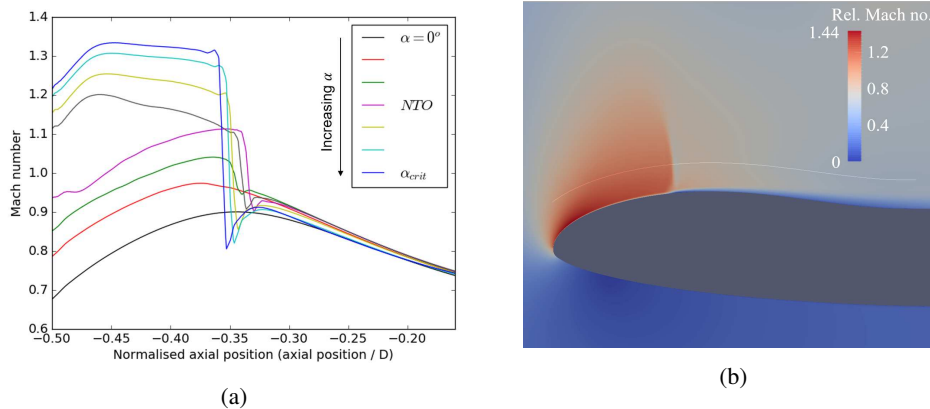 1.4
1.3
1.2
1.1
1.0
0.9
0.8
0.7
0.6
Mach number
−0.50 −0.45 −0.40 −0.35 −0.30 −0.25 −0.20
Normalised axial position (axial position / D)
Increasing α
α = 0°
NTO
α_crit
(a)
Rel. Mach no.
1.44
1.2
0.8
0.4
0
(b)